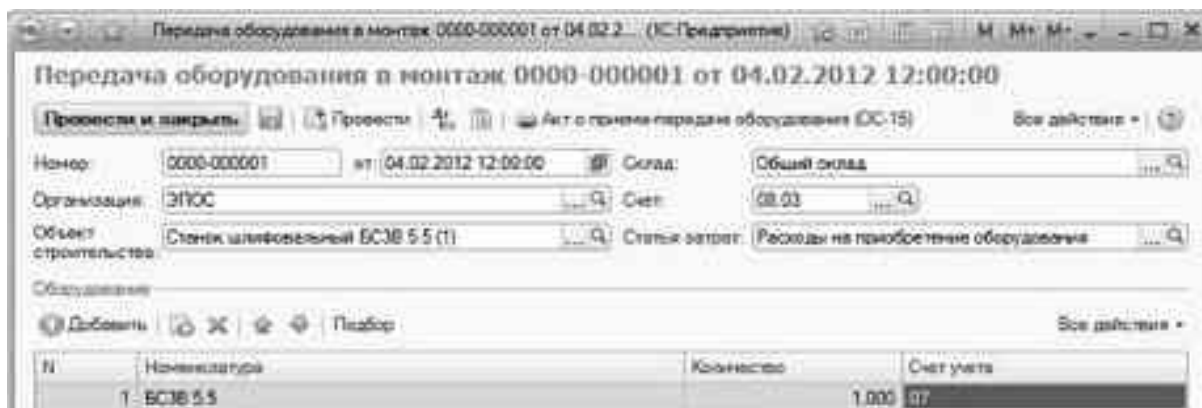 Передача оборудования в монтаж 0000-000001 от 04.02.2... (1С:Предприятие) M M+ M-
Передача оборудования в монтаж 0000-000001 от 04.02.2012 12:00:00
Провести и закрыть Провести Акт о приеме-передаче оборудования (ОС-15) Все действия
Номер: 0000-000001 от: 04.02.2012 12:00:00 Склад: Общий склад
Организация: ЭПОС Счет: 08.03
Объект строительства: Станок шлифовальный БСЗВ 5.5 (1) Статья затрат: Расходы на приобретение оборудования
Оборудование
Добавить Подбор Все действия
N Номенклатура Количество Счет учета
1 БСЗВ 5.5 1.000 07